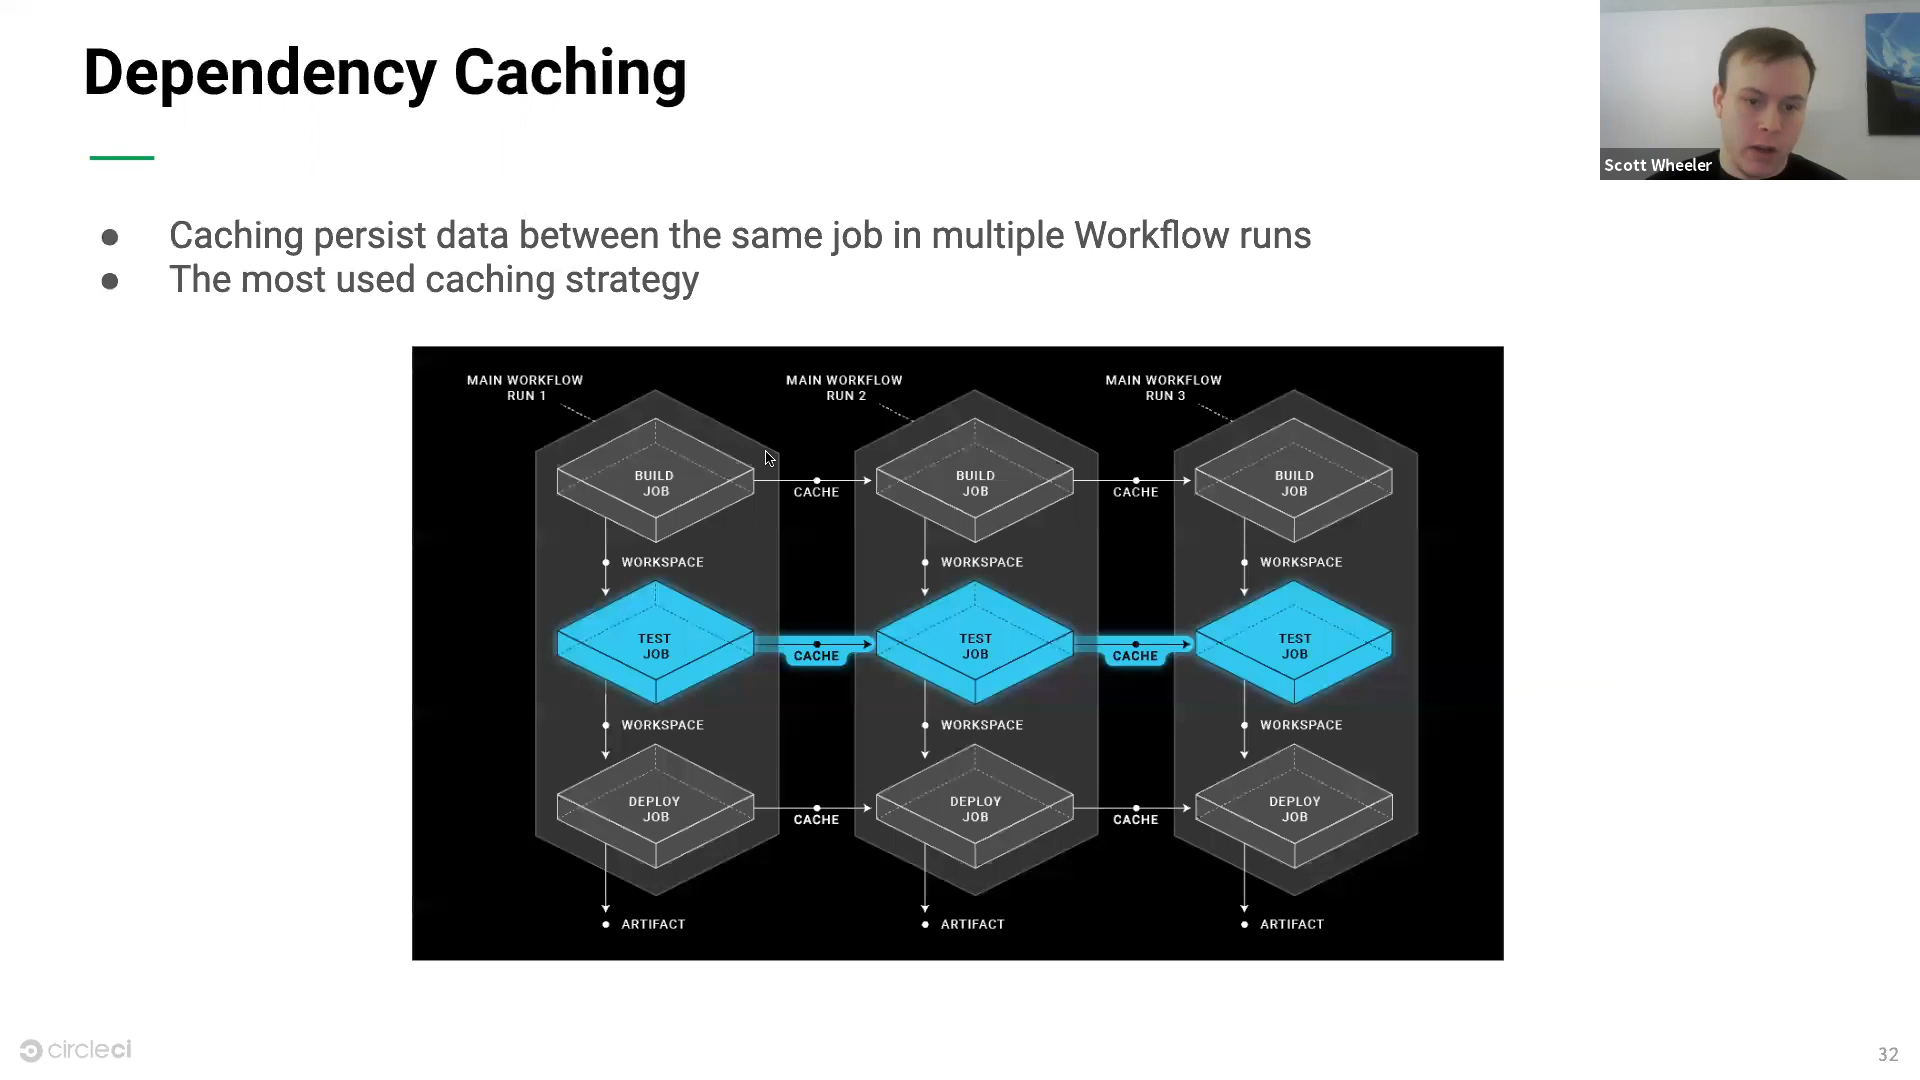 Dependency Caching
Scott Wheeler
● Caching persist data between the same job in multiple Workflow runs
● The most used caching strategy
MAIN WORKFLOW
RUN 1
MAIN WORKFLOW
RUN 2
MAIN WORKFLOW
RUN 3
BUILD
JOB
CACHE
BUILD
JOB
CACHE
BUILD
JOB
WORKSPACE
WORKSPACE
WORKSPACE
TEST
JOB
CACHE
TEST
JOB
CACHE
TEST
JOB
WORKSPACE
WORKSPACE
WORKSPACE
DEPLOY
JOB
CACHE
DEPLOY
JOB
CACHE
DEPLOY
JOB
ARTIFACT
ARTIFACT
ARTIFACT
circleci
32